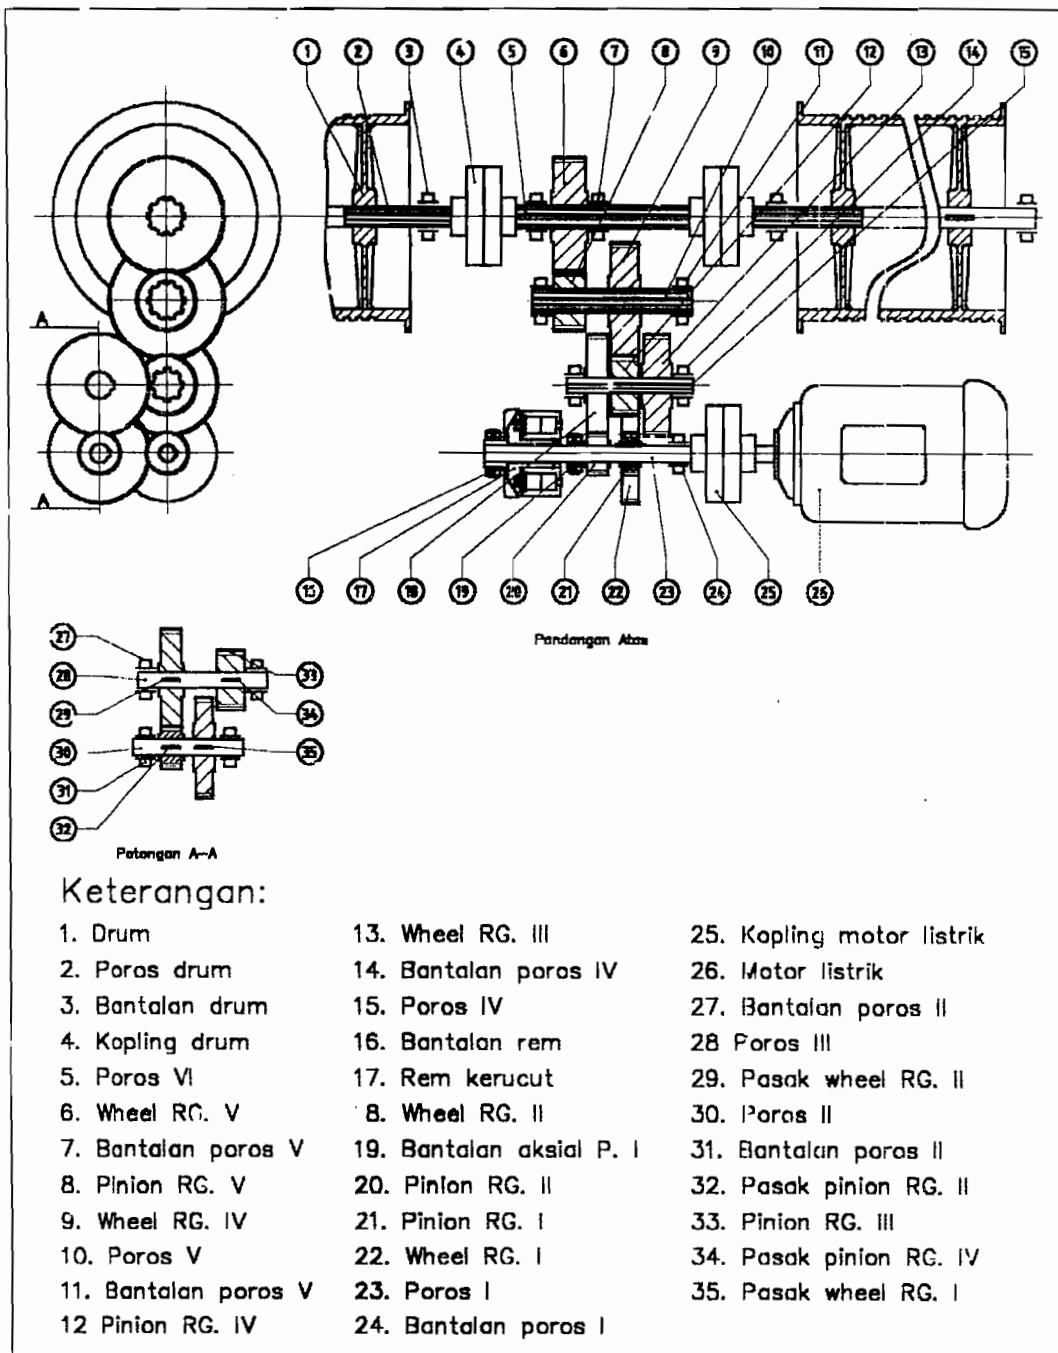 1 2 3 4 5 6 7 8 9 10 11 12 13 14 15
A
A
15 17 18 19 20 21 22 23 24 25 26
Pandangan Atas
27
28
29
30
31
32
33
34
35
Potongan A-A
Keterangan:
1. Drum
2. Poros drum
3. Bantalan drum
4. Kopling drum
5. Poros VI
6. Wheel RG. V
7. Bantalan poros V
8. Pinion RG. V
9. Wheel RG. IV
10. Poros V
11. Bantalan poros V
12 Pinion RG. IV
13. Wheel RG. III
14. Bantalan poros IV
15. Poros IV
16. Bantalan rem
17. Rem kerucut
8. Wheel RG. II
19. Bantalan aksial P. I
20. Pinion RG. II
21. Pinion RG. I
22. Wheel RG. I
23. Poros I
24. Bantalan poros I
25. Kopling motor listrik
26. Motor listrik
27. Bantalan poros II
28 Poros III
29. Pasak wheel RG. II
30. Poros II
31. Bantalan poros II
32. Pasak pinion RG. II
33. Pinion RG. III
34. Pasak pinion RG. IV
35. Pasak wheel RG. I